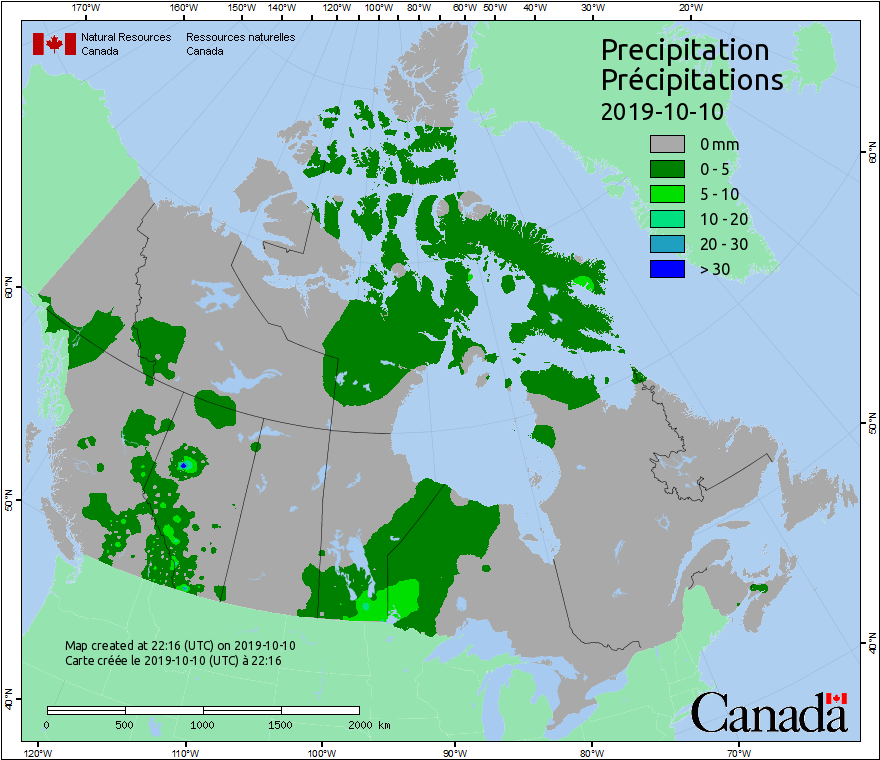 170°W 160°W 150°W 140°W 130°W 120°W 110°W 100°W 90°W 80°W 60°W 50°W 40°W 30°W 20°W
Natural Resources Canada
Ressources naturelles Canada
Precipitation
Précipitations
2019-10-10
0 mm
0 - 5
5 - 10
10 - 20
20 - 30
> 30
60°N
60°N
50°N
50°N
40°N
40°N
Map created at 22:16 (UTC) on 2019-10-10
Carte créée le 2019-10-10 (UTC) à 22:16
0 500 1000 1500 2000 km
Canada
120°W 110°W 100°W 90°W 80°W 70°W